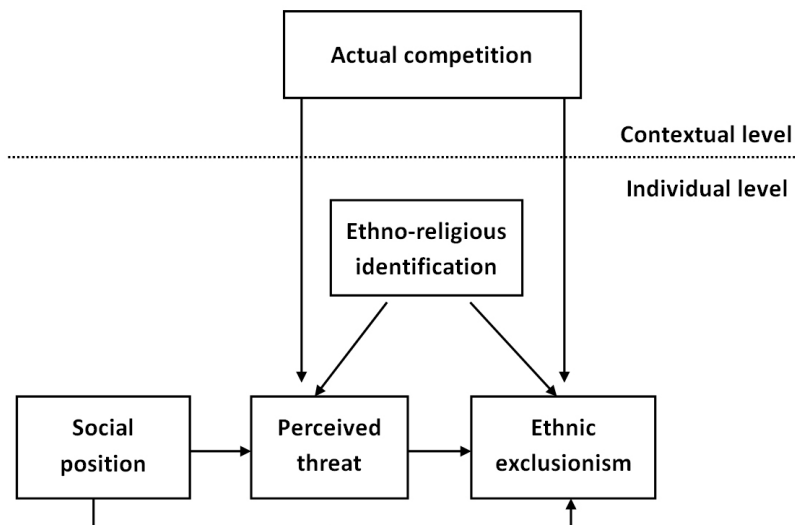 Actual competition
Contextual level
Individual level
Ethno-religious
identification
Social
position
Perceived
threat
Ethnic
exclusionism